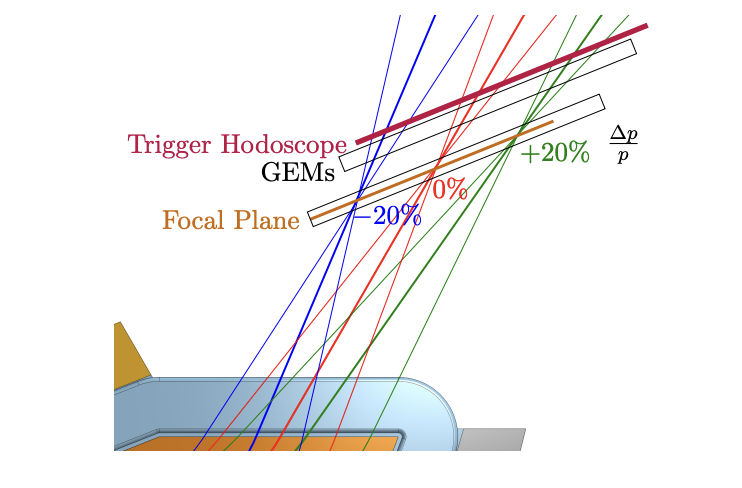 Trigger Hodoscope
GEMs
Focal Plane
−20%
0%
+20%
Δp
p